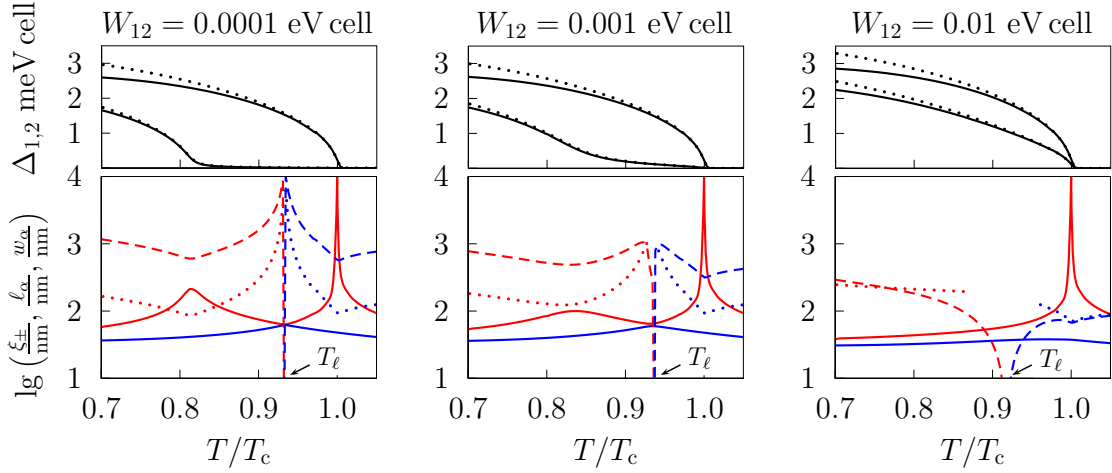 W₁₂ = 0.0001 eV cell
W₁₂ = 0.001 eV cell
W₁₂ = 0.01 eV cell
Δ₁,₂ meV cell
3
2
1
3
2
1
3
2
1
lg (ξ±/nm, ℓα/nm, wα/nm)
4
3
2
1
4
3
2
1
4
3
2
1
Tℓ
Tℓ
Tℓ
0.7 0.8 0.9 1.0
0.7 0.8 0.9 1.0
0.7 0.8 0.9 1.0
T/Tc
T/Tc
T/Tc